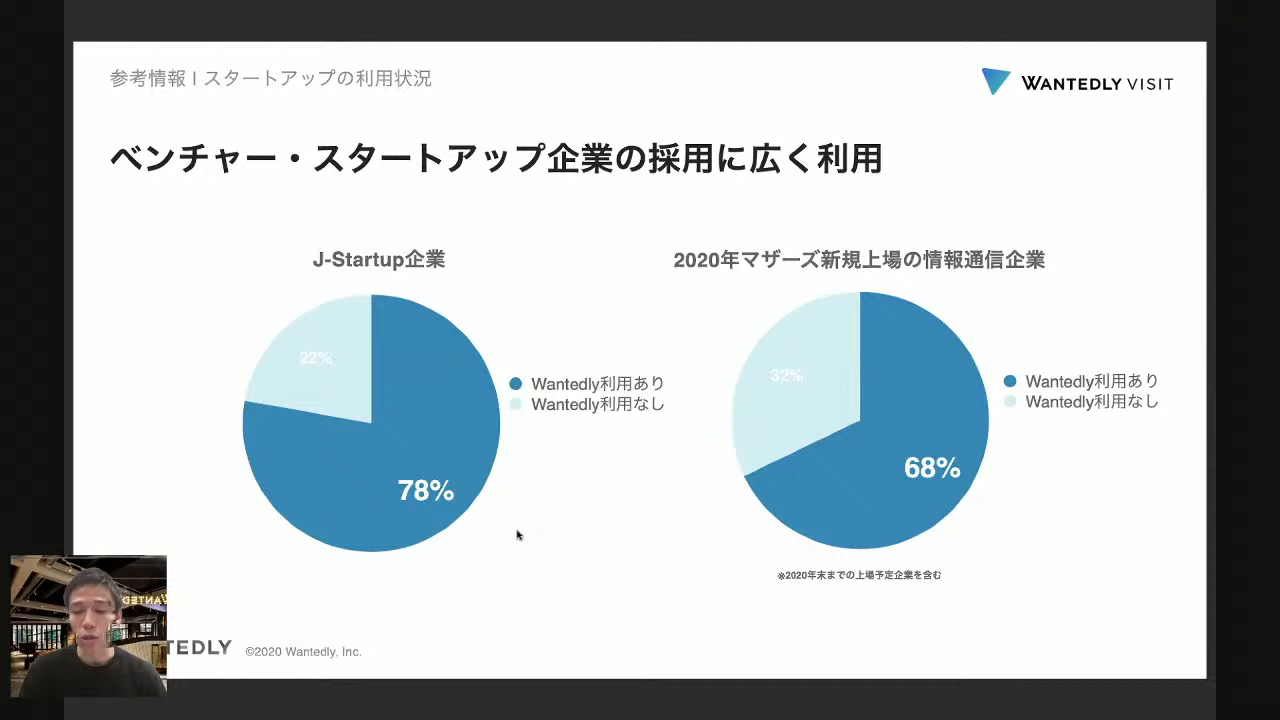 参考情報 | スタートアップの利用状況
WANTEDLY VISIT
ベンチャー・スタートアップ企業の採用に広く利用
J-Startup企業
22%
78%
Wantedly利用あり
Wantedly利用なし
2020年マザーズ新規上場の情報通信企業
32%
68%
Wantedly利用あり
Wantedly利用なし
※2020年末までの上場予定企業を含む
TEDLY ©2020 Wantedly, Inc.